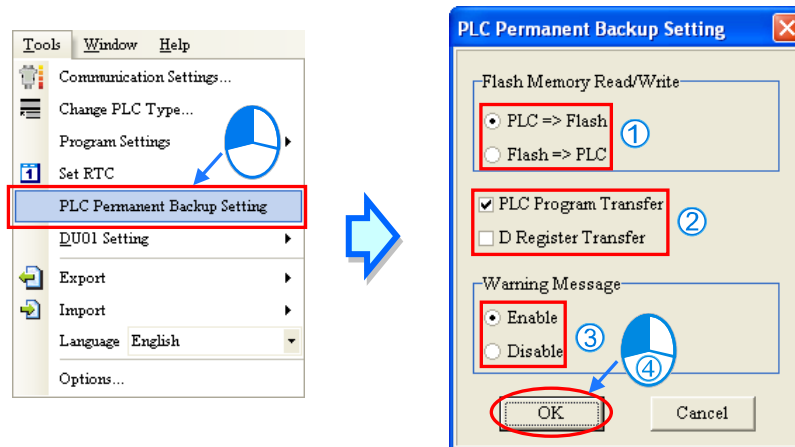 Tools Window Help
Communication Settings...
Change PLC Type...
Program Settings
1 Set RTC
PLC Permanent Backup Setting
DU01 Setting
Export
Import
Language English
Options...
PLC Permanent Backup Setting
Flash Memory Read/Write
PLC => Flash
① 
Flash => PLC
PLC Program Transfer
②
D Register Transfer
Warning Message
Enable
③
Disable
④
OK Cancel